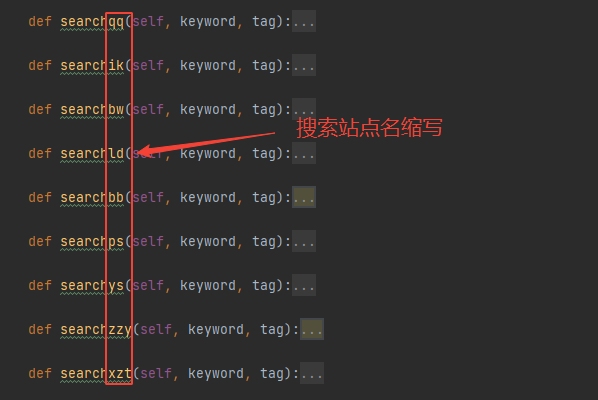 def searchqq(self, keyword, tag):...
def searchik(self, keyword, tag):...
def searchbw(self, keyword, tag):...
搜索站点名缩写
def searchld(self, keyword, tag):...
def searchbb(self, keyword, tag):...
def searchps(self, keyword, tag):...
def searchys(self, keyword, tag):...
def searchzzy(self, keyword, tag):...
def searchxzt(self, keyword, tag):...